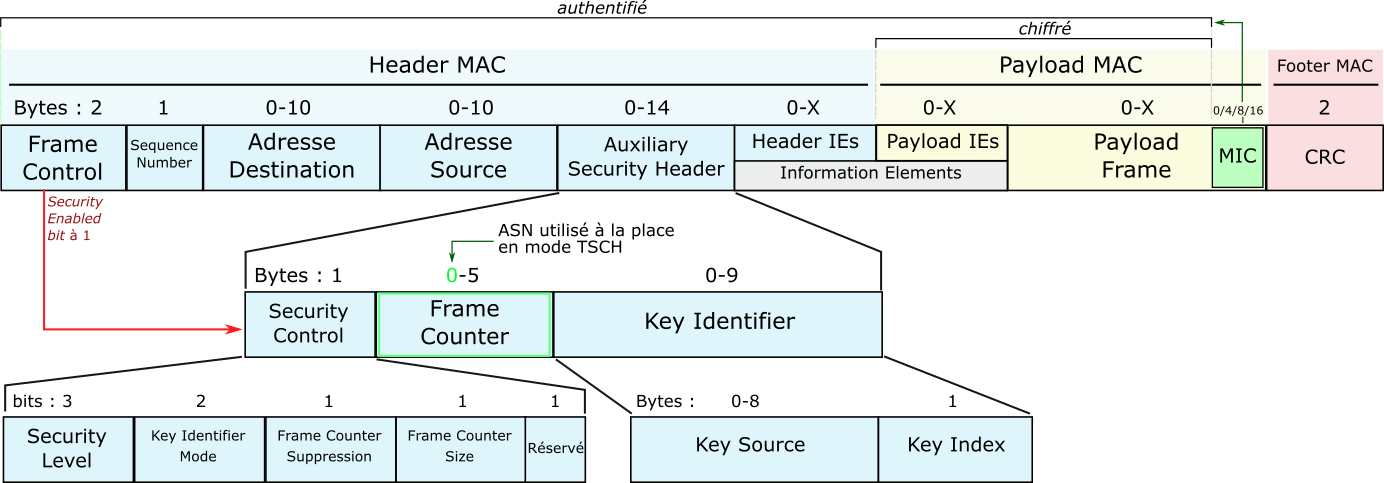 authentifié
chiffré
Header MAC
Payload MAC
Footer MAC
Bytes : 2
1
0-10
0-10
0-14
0-X
0-X
0-X
0/4/8/16
2
Frame
Control
Sequence
Number
Adresse
Destination
Adresse
Source
Auxiliary
Security Header
Header IEs
Payload IEs
Information Elements
Payload
Frame
MIC
CRC
Security
Enabled
bit à 1
ASN utilisé à la place
en mode TSCH
Bytes : 1
0-5
0-9
Security
Control
Frame
Counter
Key Identifier
bits : 3
2
1
1
1
Bytes :
0-8
1
Security
Level
Key Identifier
Mode
Frame Counter
Suppression
Frame Counter
Size
Réservé
Key Source
Key Index